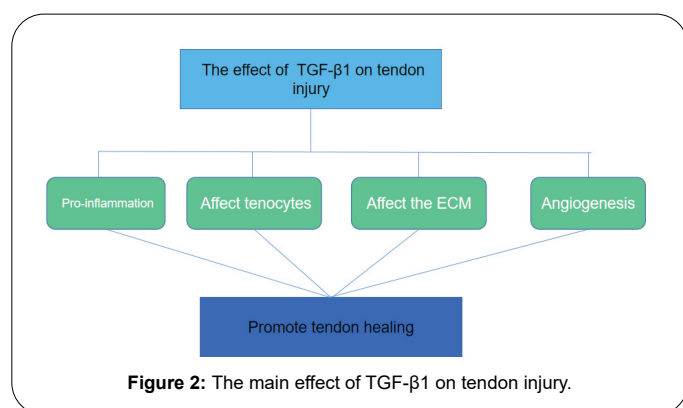 The effect of TGF-β1 on tendon
injury
Pro-inflammation
Affect tenocytes
Affect the ECM
Angiogenesis
Promote tendon healing
Figure 2: The main effect of TGF-β1 on tendon injury.